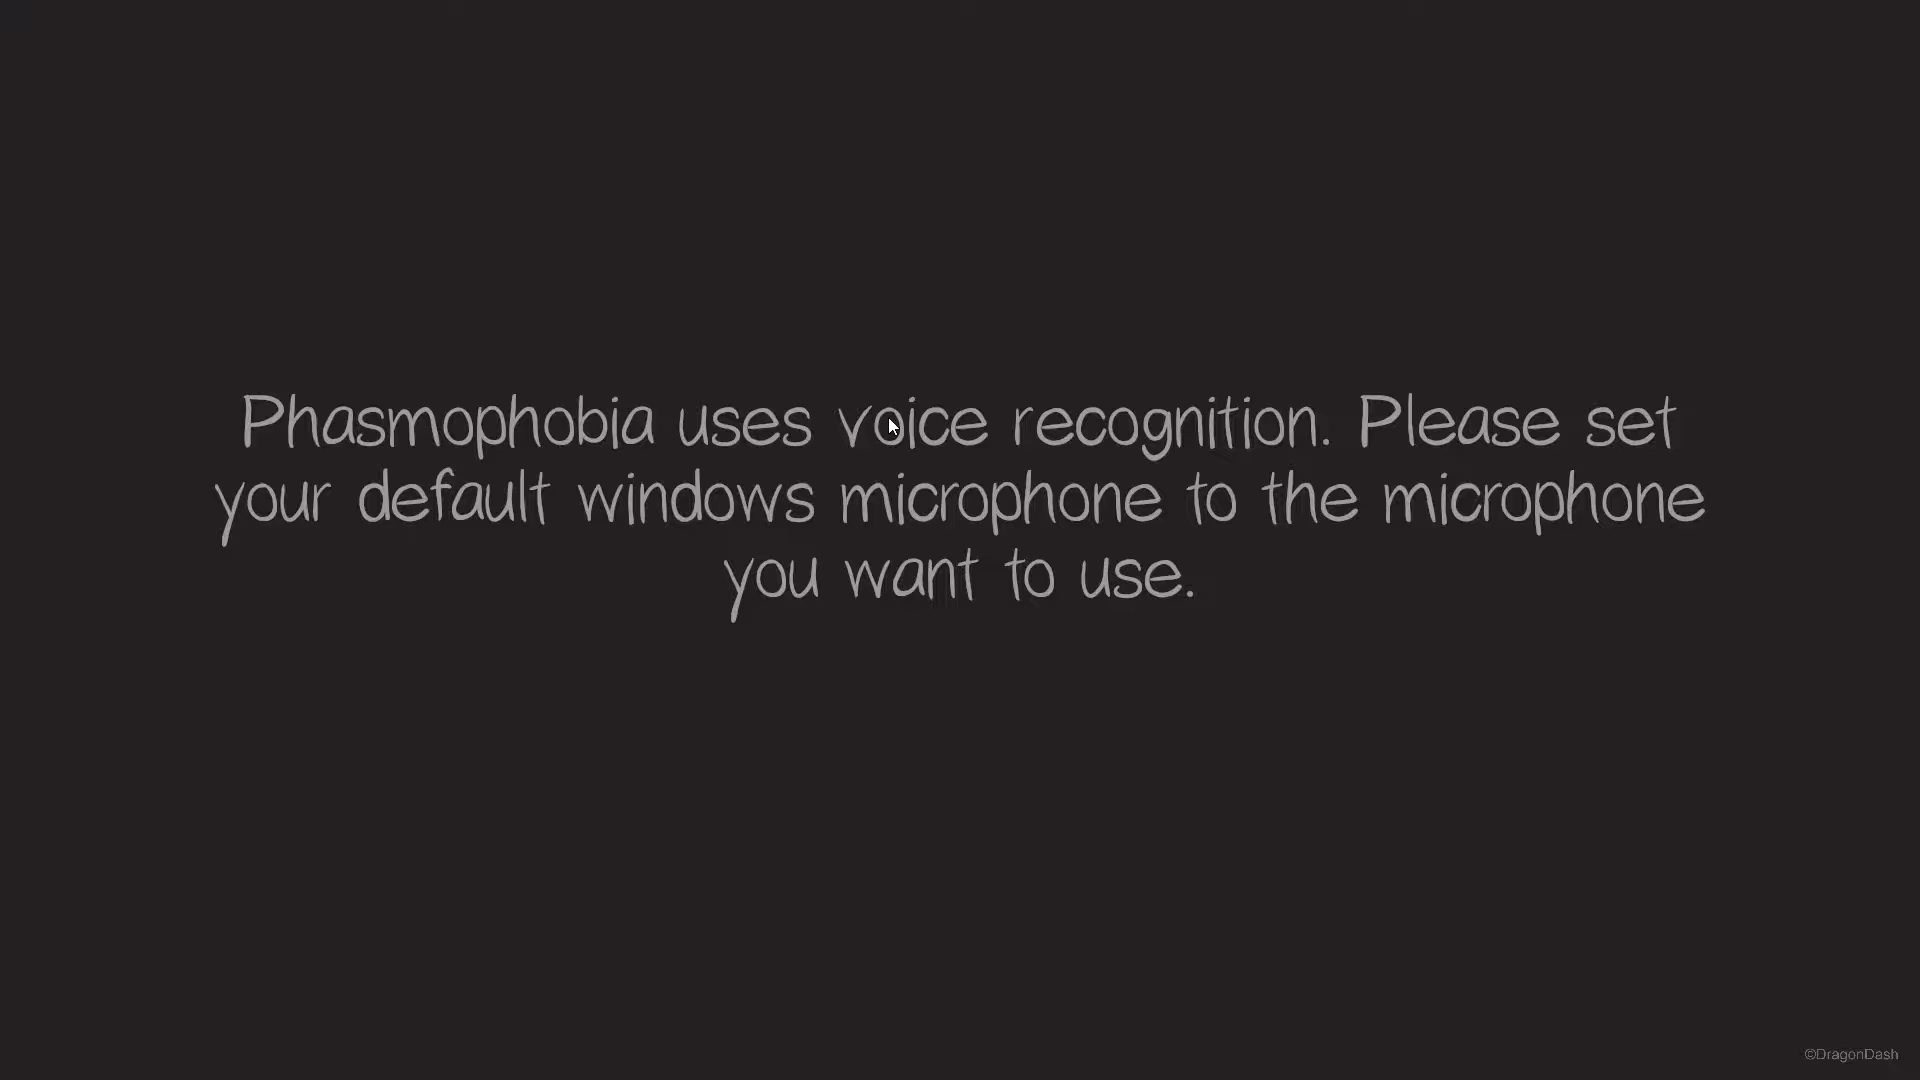 Phasmophobia uses voice recognition. Please set
your default windows microphone to the microphone
you want to use.
©DragonDash